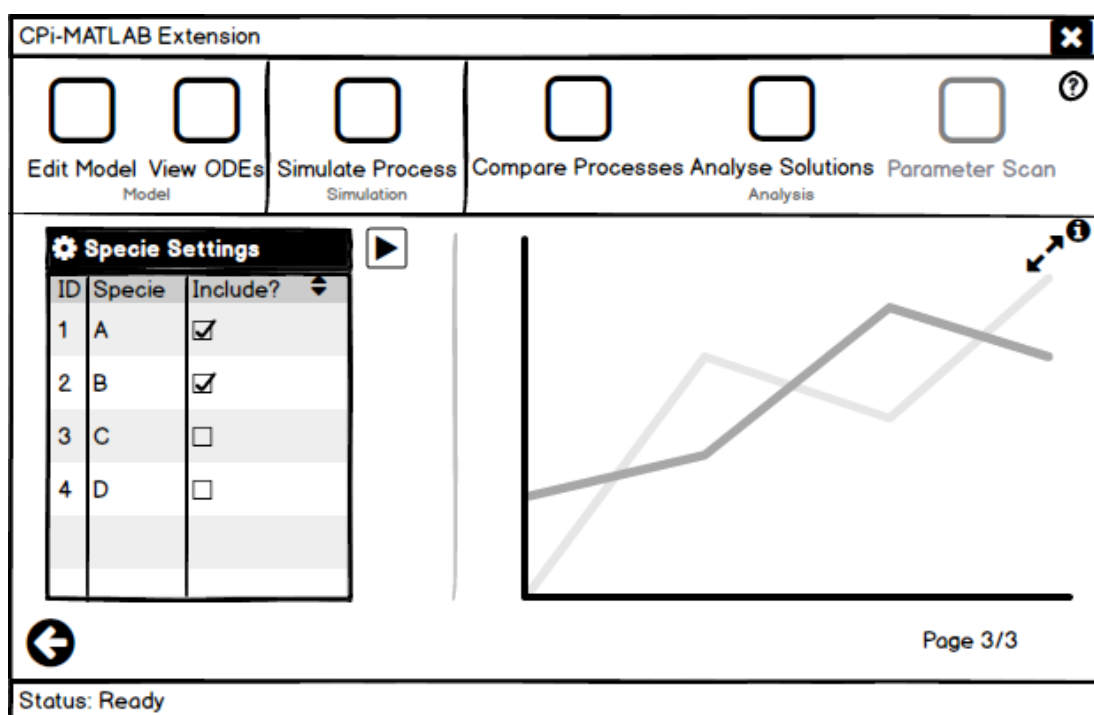 CPi-MATLAB Extension
Edit Model View ODEs Simulate Process Compare Processes Analyse Solutions Parameter Scan
Model Simulation Analysis
Specie Settings
ID Specie Include?
1 A
2 B
3 C
4 D
Page 3/3
Status: Ready